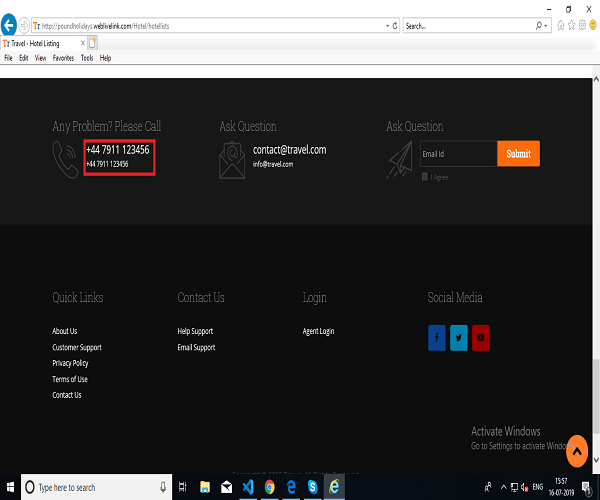 http://poundholidays.weblivelink.com/Hotel/hotellists
Search...
Travel - Hotel Listing
File Edit View Favorites Tools Help
Any Problem? Please Call
+44 7911 123456
+44 7911 123456
Ask Question
contact@travel.com
info@travel.com
Ask Question
Email Id
Submit
I Agree
Quick Links
About Us
Customer Support
Privacy Policy
Terms of Use
Contact Us
Contact Us
Help Support
Email Support
Login
Agent Login
Social Media
Activate Windows
Go to Settings to activate Windows
Type here to search
ENG
15:57
16-07-2019